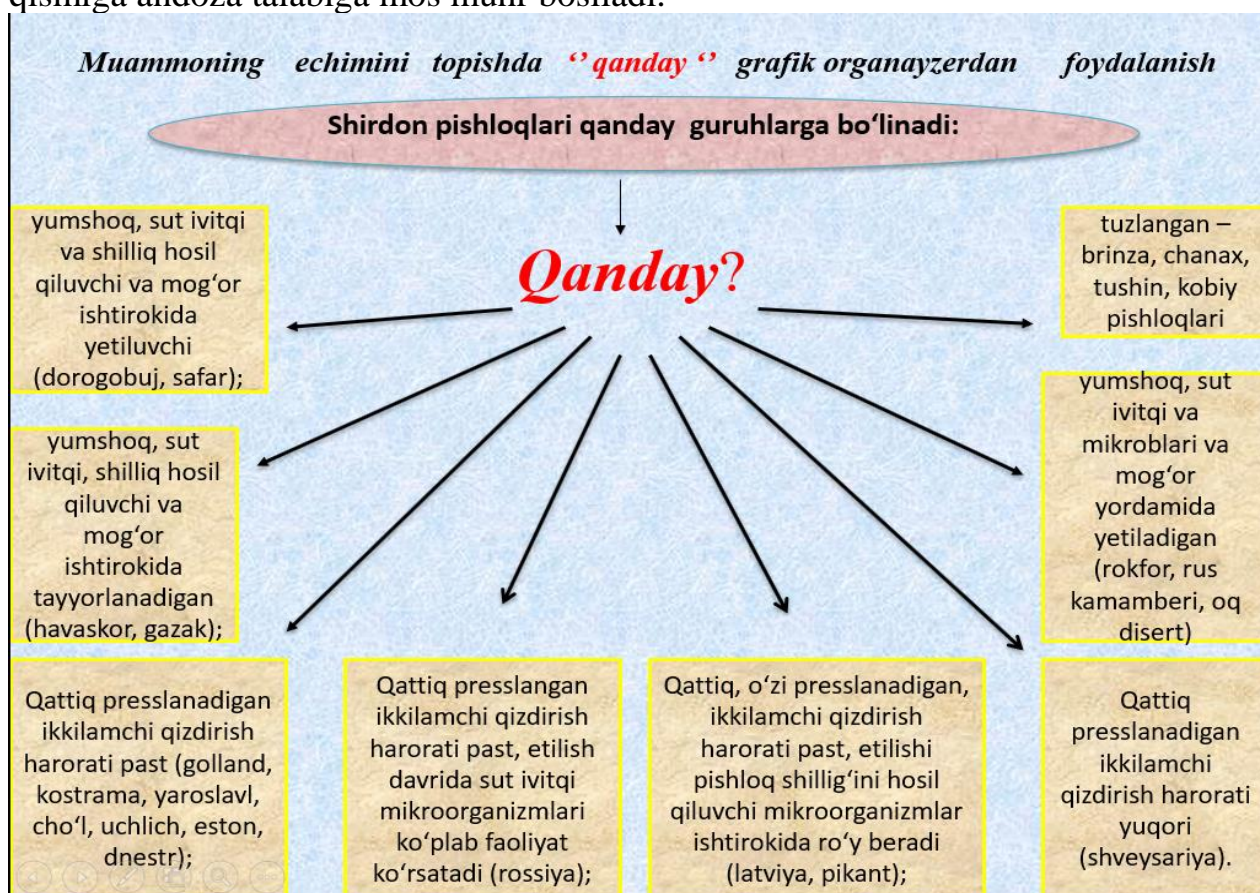 qismiga andoza talabiga mos muhr bosiladi.
Muammoning echimini topishda ‘’ qanday ‘’ grafik organayzerdan foydalanish
Shirdon pishloqlari qanday guruhlarga bo‘linadi:
Qanday?
yumshoq, sut ivitqi
va shilliq hosil
qiluvchi va mog‘or
ishtirokida
yetiluvchi
(dorogobuj, safar);
tuzlangan –
brinza, chanax,
tushin, kobiy
pishloqlari
yumshoq, sut
ivitqi, shilliq hosil
qiluvchi va
mog‘or
ishtirokida
tayyorlanadigan
(havaskor, gazak);
yumshoq, sut
ivitqi va
mikroblari va
mog‘or
yordamida
yetiladigan
(rokfor, rus
kamamberi, oq
disert)
Qattiq presslanadigan
ikkilamchi qizdirish
harorati past (golland,
kostrama, yaroslavl,
cho‘l, uchlich, eston,
dnestr);
Qattiq presslangan
ikkilamchi qizdirish
harorati past, etilish
davrida sut ivitqi
mikroorganizmlari
ko‘plab faoliyat
ko‘rsatadi (rossiya);
Qattiq, o‘zi presslanadigan,
ikkilamchi qizdirish
harorati past, etilishi
pishloq shillig‘ini hosil
qiluvchi mikroorganizmlar
ishtirokida ro‘y beradi
(latviya, pikant);
Qattiq
presslanadigan
ikkilamchi
qizdirish harorati
yuqori
(shveysariya).